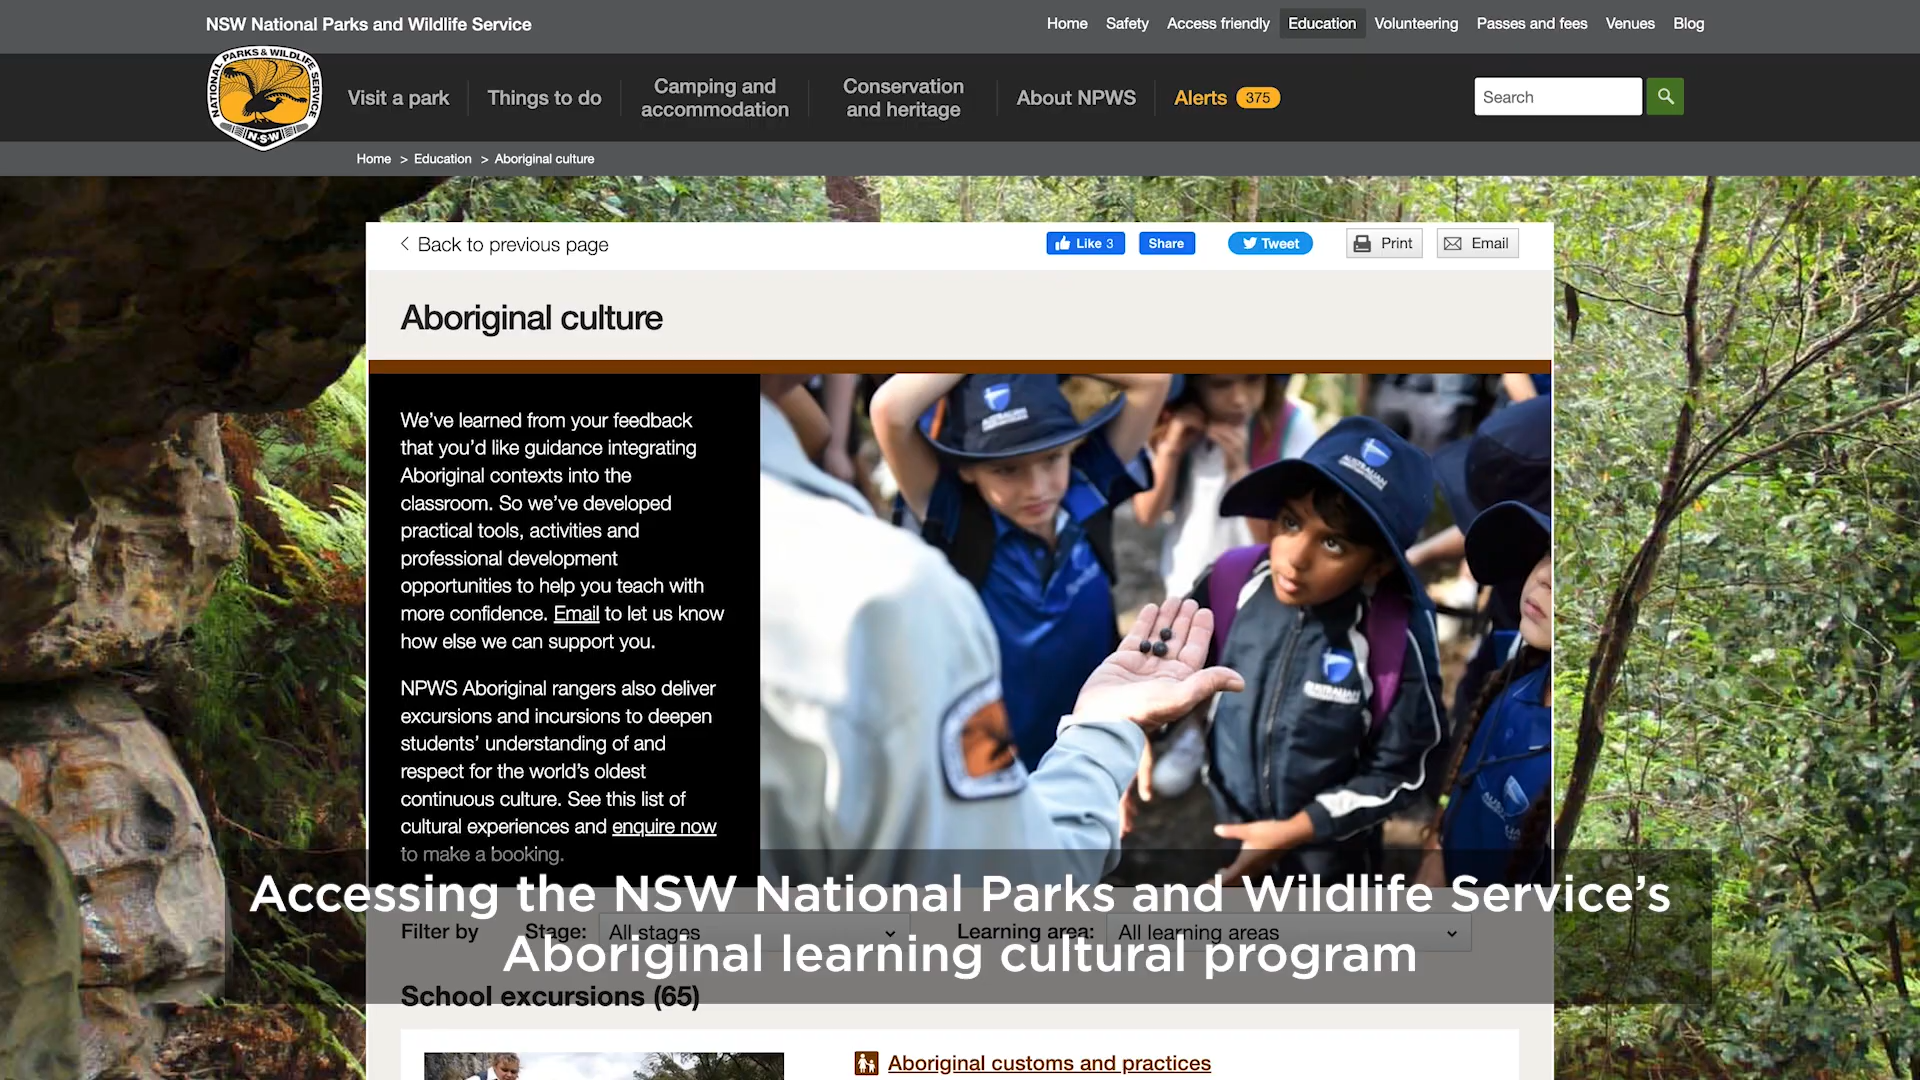 NSW National Parks and Wildlife Service
Home Safety Access friendly Education Volunteering Passes and fees Venues Blog
NATIONAL PARKS & WILDLIFE SERVICE
N·S·W
Visit a park
Things to do
Camping and
accommodation
Conservation
and heritage
About NPWS
Alerts 375
Search
Home > Education > Aboriginal culture
Back to previous page
Like 3
Share
Tweet
Print
Email
Aboriginal culture
We’ve learned from your feedback
that you’d like guidance integrating
Aboriginal contexts into the
classroom. So we’ve developed
practical tools, activities and
professional development
opportunities to help you teach with
more confidence. Email to let us know
how else we can support you.
NPWS Aboriginal rangers also deliver
excursions and incursions to deepen
students’ understanding of and
respect for the world’s oldest
continuous culture. See this list of
cultural experiences and enquire now
to make a booking.
AUSTRALIAN
AUSTRALIAN
AUSTRALIAN
Accessing the NSW National Parks and Wildlife Service’s
Aboriginal learning cultural program
Filter by Stage: All stages Learning area: All learning areas
School excursions (65)
Aboriginal customs and practices